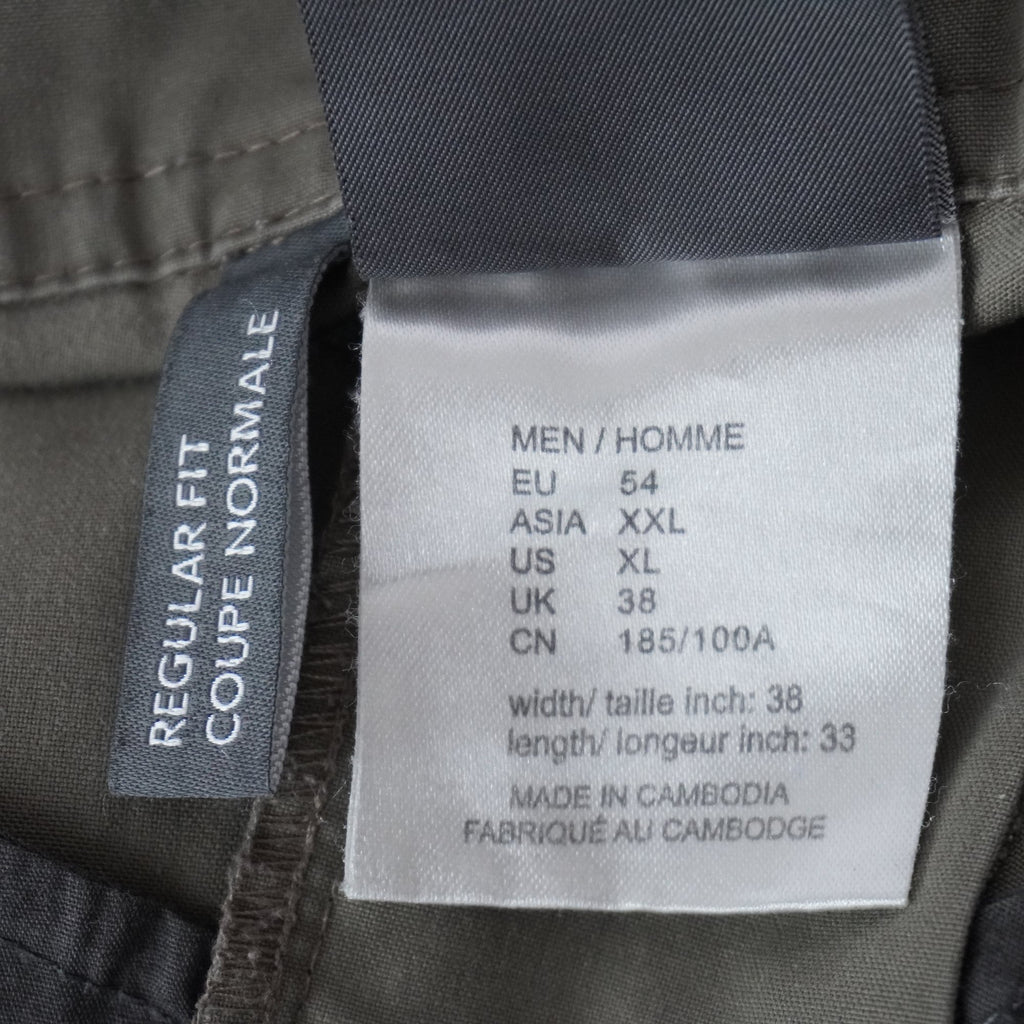 REGULAR FIT
COUPE NORMALE
MEN / HOMME
EU 54
ASIA XXL
US XL
UK 38
CN 185/100A
width/ taille inch: 38
length/ longeur inch: 33
MADE IN CAMBODIA
FABRIQUÉ AU CAMBODGE